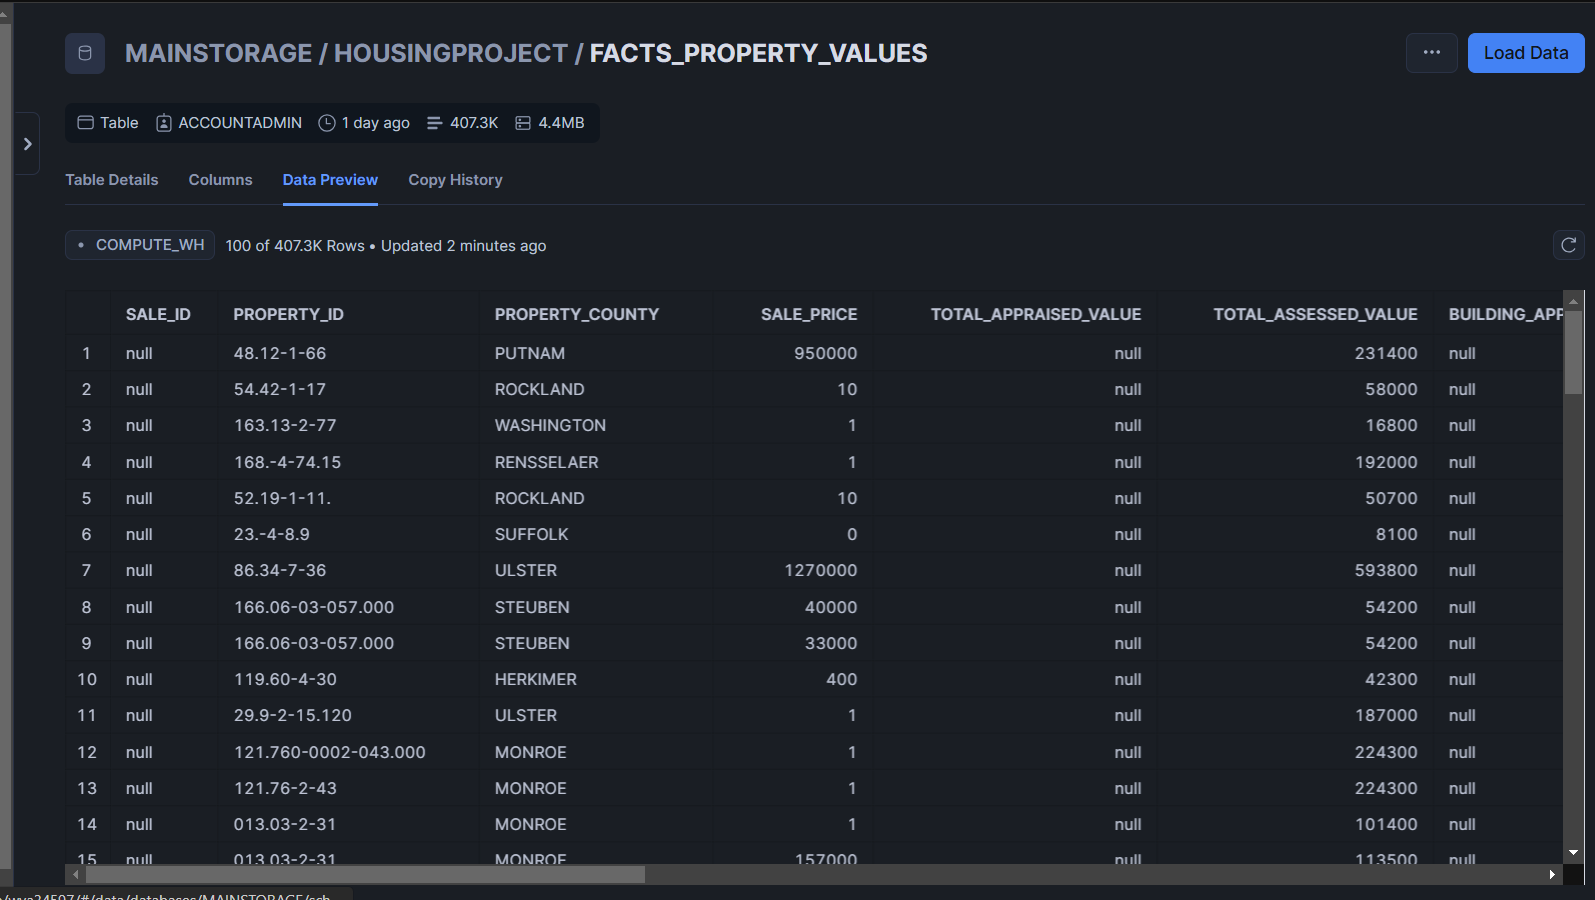 MAINSTORAGE / HOUSINGPROJECT / FACTS_PROPERTY_VALUES
... Load Data
Table ACCOUNTADMIN 1 day ago 407.3K 4.4MB
Table Details Columns Data Preview Copy History
• COMPUTE_WH 100 of 407.3K Rows • Updated 2 minutes ago
SALE_ID PROPERTY_ID PROPERTY_COUNTY SALE_PRICE TOTAL_APPRAISED_VALUE TOTAL_ASSESSED_VALUE BUILDING_APP
1 null 48.12-1-66 PUTNAM 950000 null 231400 null
2 null 54.42-1-17 ROCKLAND 10 null 58000 null
3 null 163.13-2-77 WASHINGTON 1 null 16800 null
4 null 168.-4-74.15 RENSSELAER 1 null 192000 null
5 null 52.19-1-11. ROCKLAND 10 null 50700 null
6 null 23.-4-8.9 SUFFOLK 0 null 8100 null
7 null 86.34-7-36 ULSTER 1270000 null 593800 null
8 null 166.06-03-057.000 STEUBEN 40000 null 54200 null
9 null 166.06-03-057.000 STEUBEN 33000 null 54200 null
10 null 119.60-4-30 HERKIMER 400 null 42300 null
11 null 29.9-2-15.120 ULSTER 1 null 187000 null
12 null 121.760-0002-043.000 MONROE 1 null 224300 null
13 null 121.76-2-43 MONROE 1 null 224300 null
14 null 013.03-2-31 MONROE 1 null 101400 null
15 null 013.03-2-31 MONROE 157000 null 113500 null